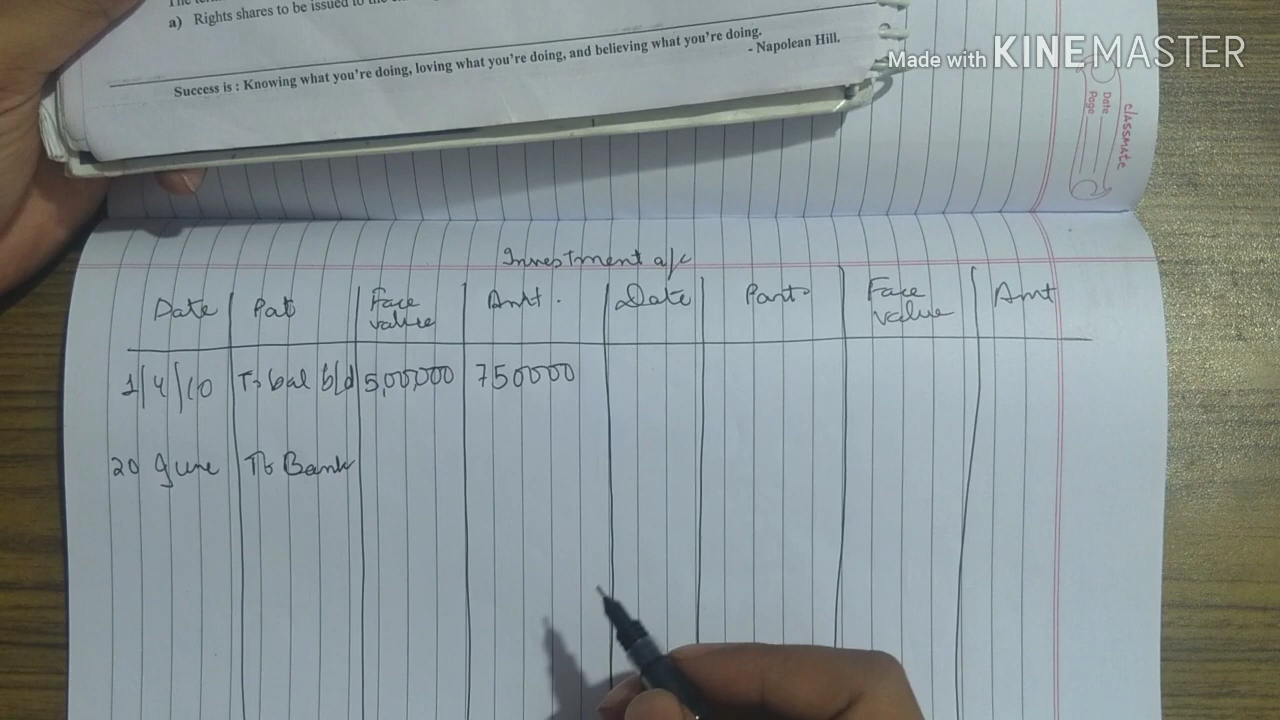 a) Rights shares to be issued to the
Success is : Knowing what you're doing, loving what you're doing, and believing what you're doing.
- Napolean Hill.
Made with KINEMASTER
classmate
Date
Page
Investment a/c
Date Pat Face value Amt. Date Part. Face value Amt
1/4/10 To bal b/d 5,00,000 750000
20 June To Bank